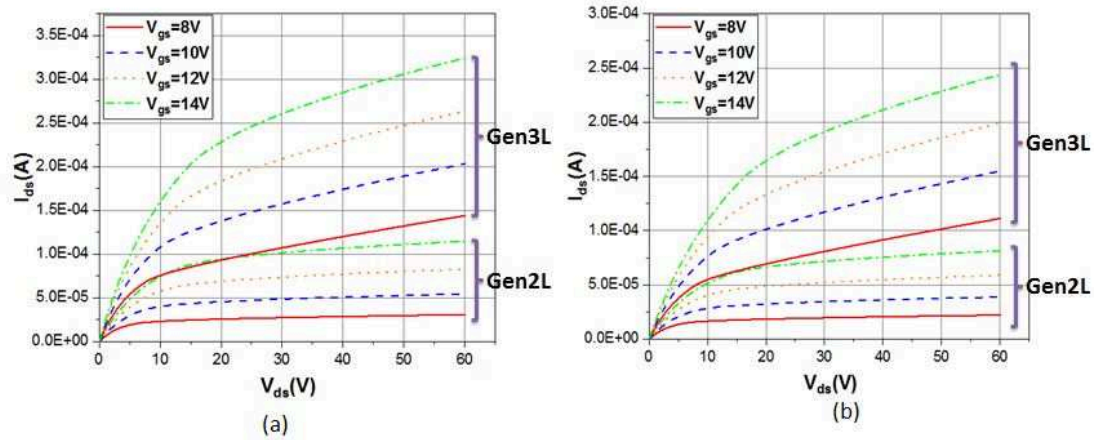 3.5E-04
3.0E-04
2.5E-04
2.0E-04
1.5E-04
1.0E-04
5.0E-05
0.0E+00
Ids(A)
Vgs=8V
Vgs=10V
Vgs=12V
Vgs=14V
Gen3L
Gen2L
0 10 20 30 40 50 60
Vds(V)
(a)
3.0E-04
2.5E-04
2.0E-04
1.5E-04
1.0E-04
5.0E-05
0.0E+00
Ids(A)
Vgs=8V
Vgs=10V
Vgs=12V
Vgs=14V
Gen3L
Gen2L
0 10 20 30 40 50 60
Vds(V)
(b)